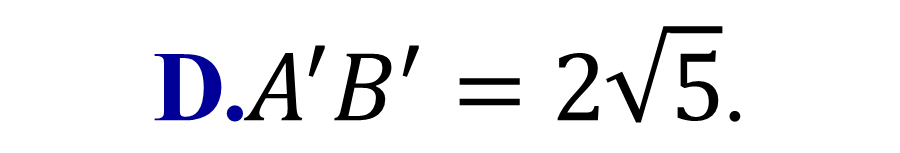 D. A′B′ = 2√5.